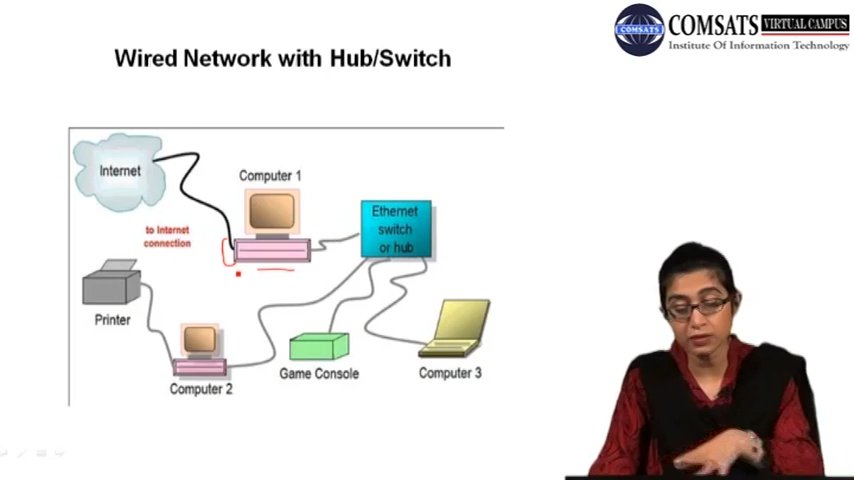 COMSATS VIRTUAL CAMPUS
COMSATS
Institute Of Information Technology
Wired Network with Hub/Switch
Internet
Computer 1
Ethernet
switch
or hub
to Internet
connection
Printer
Computer 2
Game Console
Computer 3